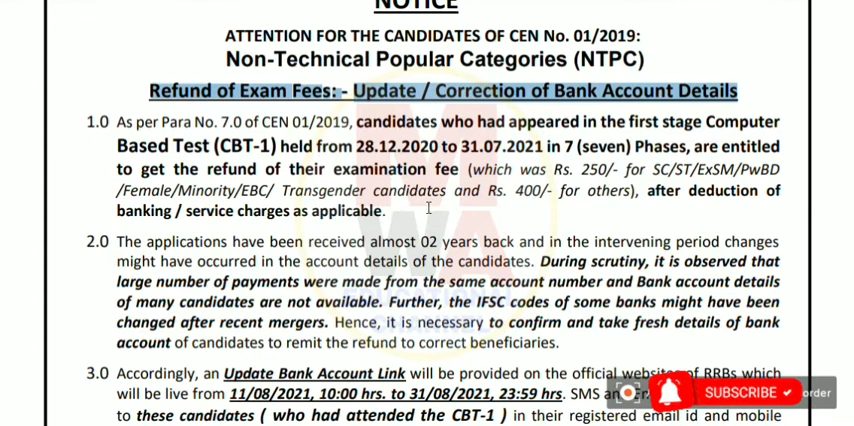 NOTICE
ATTENTION FOR THE CANDIDATES OF CEN No. 01/2019:
Non-Technical Popular Categories (NTPC)
Refund of Exam Fees: - Update / Correction of Bank Account Details
1.0 As per Para No. 7.0 of CEN 01/2019, candidates who had appeared in the first stage Computer
Based Test (CBT-1) held from 28.12.2020 to 31.07.2021 in 7 (seven) Phases, are entitled
to get the refund of their examination fee (which was Rs. 250/- for SC/ST/ExSM/PwBD
/Female/Minority/EBC/ Transgender candidates and Rs. 400/- for others), after deduction of
banking / service charges as applicable.
2.0 The applications have been received almost 02 years back and in the intervening period changes
might have occurred in the account details of the candidates. During scrutiny, it is observed that
large number of payments were made from the same account number and Bank account details
of many candidates are not available. Further, the IFSC codes of some banks might have been
changed after recent mergers. Hence, it is necessary to confirm and take fresh details of bank
account of candidates to remit the refund to correct beneficiaries.
3.0 Accordingly, an Update Bank Account Link will be provided on the official website of RRBs which
will be live from 11/08/2021, 10:00 hrs. to 31/08/2021, 23:59 hrs. SMS an
to these candidates ( who had attended the CBT-1 ) in their registered email id and mobile
SUBSCRIBE
order
MWA
EDUCATIONAL
CHANNEL